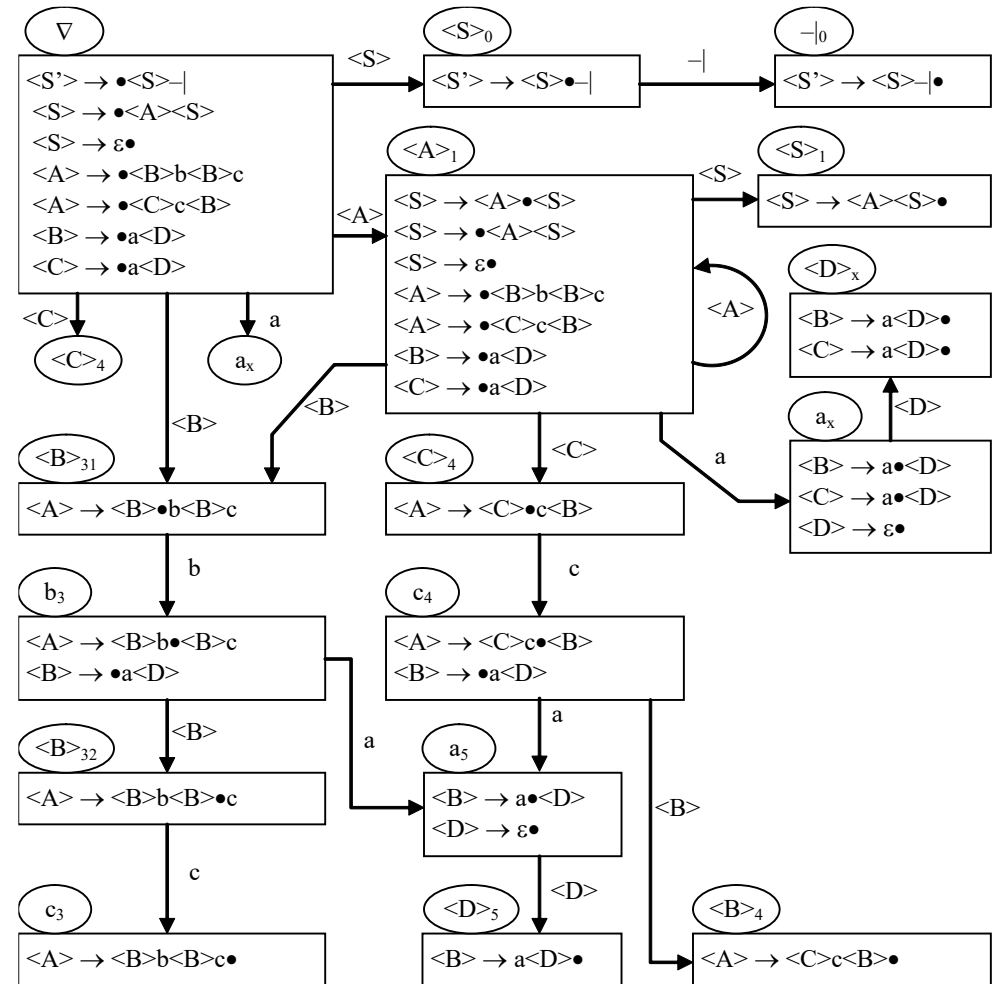 ∇
<S’> → •<S>–|
<S> → •<A><S>
<S> → ε•
<A> → •<B>b<B>c
<A> → •<C>c<B>
<B> → •a<D>
<C> → •a<D>
<S>
<S>₀
<S’> → <S>•–|
–|
–|₀
<S’> → <S>–|•
<A>
<A>₁
<S> → <A>•<S>
<S> → •<A><S>
<S> → ε•
<A> → •<B>b<B>c
<A> → •<C>c<B>
<B> → •a<D>
<C> → •a<D>
<S>
<S>₁
<S> → <A><S>•
<A>
<D>ₓ
<B> → a<D>•
<C> → a<D>•
<D>
aₓ
<B> → a•<D>
<C> → a•<D>
<D> → ε•
<C>
<C>₄
a
aₓ
<B>
<B>
<C>
a
<B>₃₁
<A> → <B>•b<B>c
<C>₄
<A> → <C>•c<B>
b
c
b₃
<A> → <B>b•<B>c
<B> → •a<D>
c₄
<A> → <C>c•<B>
<B> → •a<D>
<B>
a
a
<B>
<B>₃₂
<A> → <B>b<B>•c
a₅
<B> → a•<D>
<D> → ε•
c
<D>
c₃
<A> → <B>b<B>c•
<D>₅
<B> → a<D>•
<B>₄
<A> → <C>c<B>•